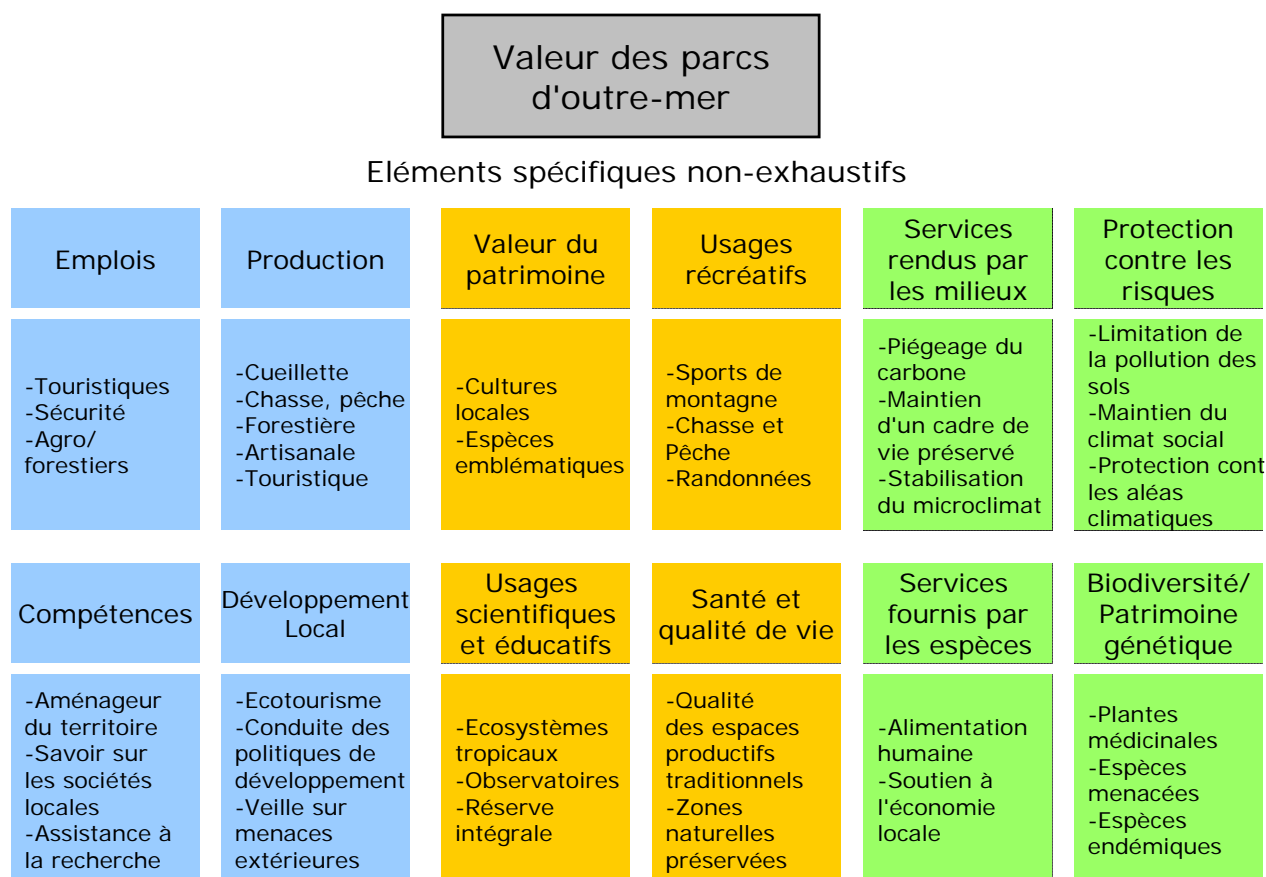 Valeur des parcs
d'outre-mer
Eléments spécifiques non-exhaustifs
Emplois
Production
Valeur du
patrimoine
Usages
récréatifs
Services
rendus par
les milieux
Protection
contre les
risques
-Touristiques
-Sécurité
-Agro/
forestiers
-Cueillette
-Chasse, pêche
-Forestière
-Artisanale
-Touristique
-Cultures
locales
-Espèces
emblématiques
-Sports de
montagne
-Chasse et
Pêche
-Randonnées
-Piégeage du
carbone
-Maintien
d'un cadre de
vie préservé
-Stabilisation
du microclimat
-Limitation de
la pollution des
sols
-Maintien du
climat social
-Protection cont
les aléas
climatiques
Compétences
Développement
Local
Usages
scientifiques
et éducatifs
Santé et
qualité de vie
Services
fournis par
les espèces
Biodiversité/
Patrimoine
génétique
-Aménageur
du territoire
-Savoir sur
les sociétés
locales
-Assistance à
la recherche
-Ecotourisme
-Conduite des
politiques de
développement
-Veille sur
menaces
extérieures
-Ecosystèmes
tropicaux
-Observatoires
-Réserve
intégrale
-Qualité
des espaces
productifs
traditionnels
-Zones
naturelles
préservées
-Alimentation
humaine
-Soutien à
l'économie
locale
-Plantes
médicinales
-Espèces
menacées
-Espèces
endémiques